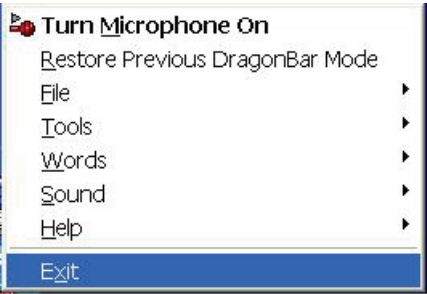 Turn Microphone On
Restore Previous DragonBar Mode
File
Tools
Words
Sound
Help
Exit